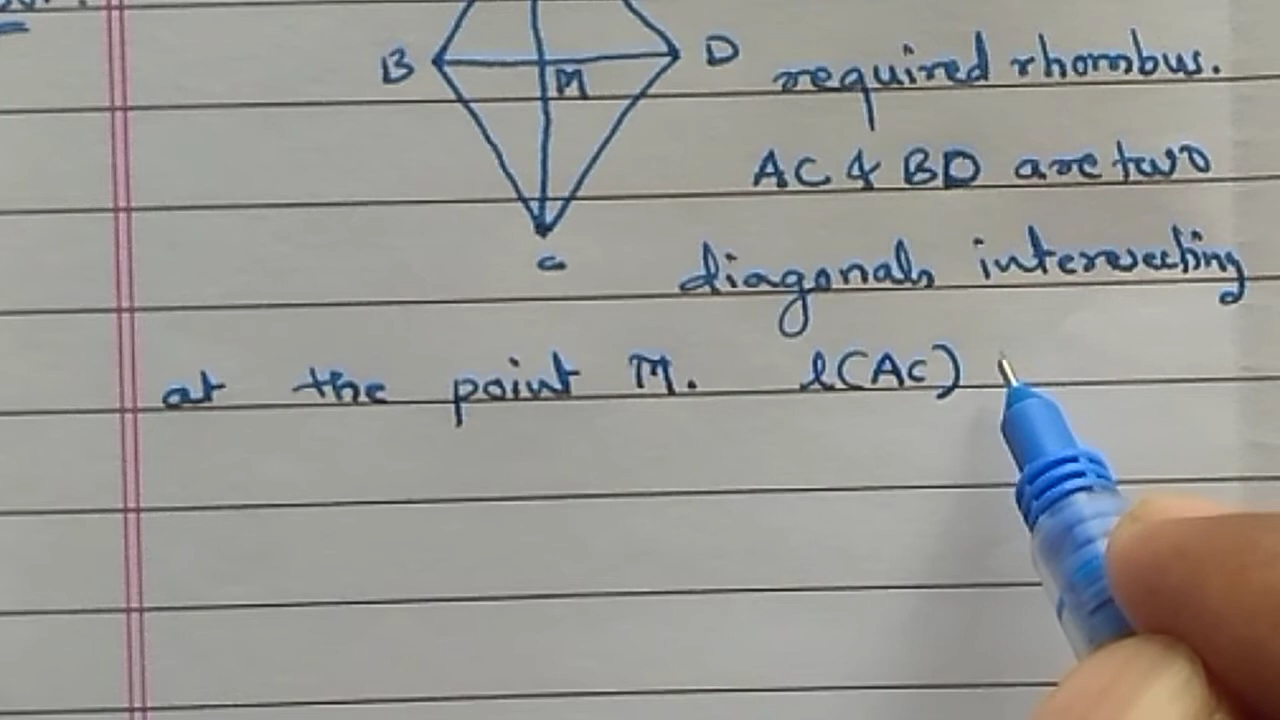 B D required rhombus.
M
AC & BD are two
C
diagonals intersecting
at the point M. l(AC)